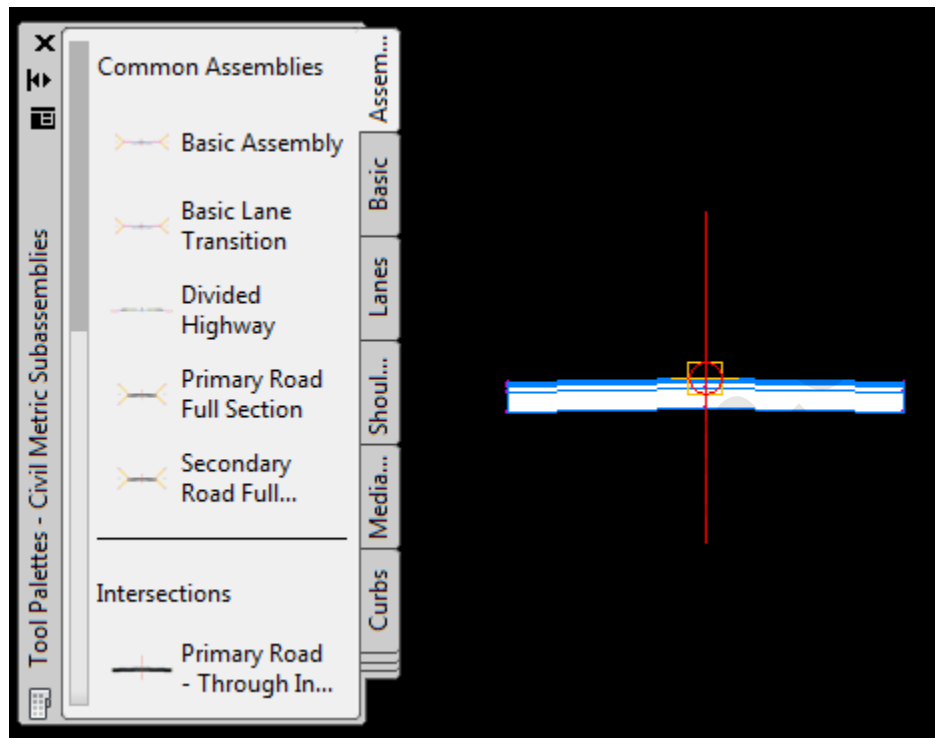 Tool Palettes - Civil Metric Subassemblies
Common Assemblies
Basic Assembly
Basic Lane
Transition
Divided
Highway
Primary Road
Full Section
Secondary
Road Full...
Intersections
Primary Road
- Through In...
Assem...
Basic
Lanes
Shoul...
Media...
Curbs